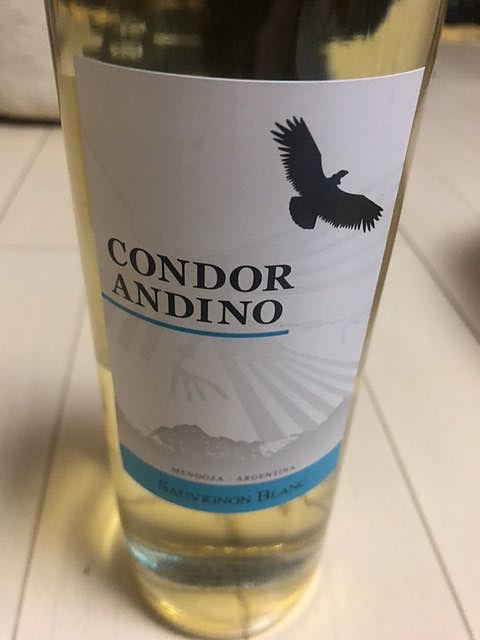 CONDOR
ANDINO
MENDOZA · ARGENTINA
SAUVIGNON BLANC